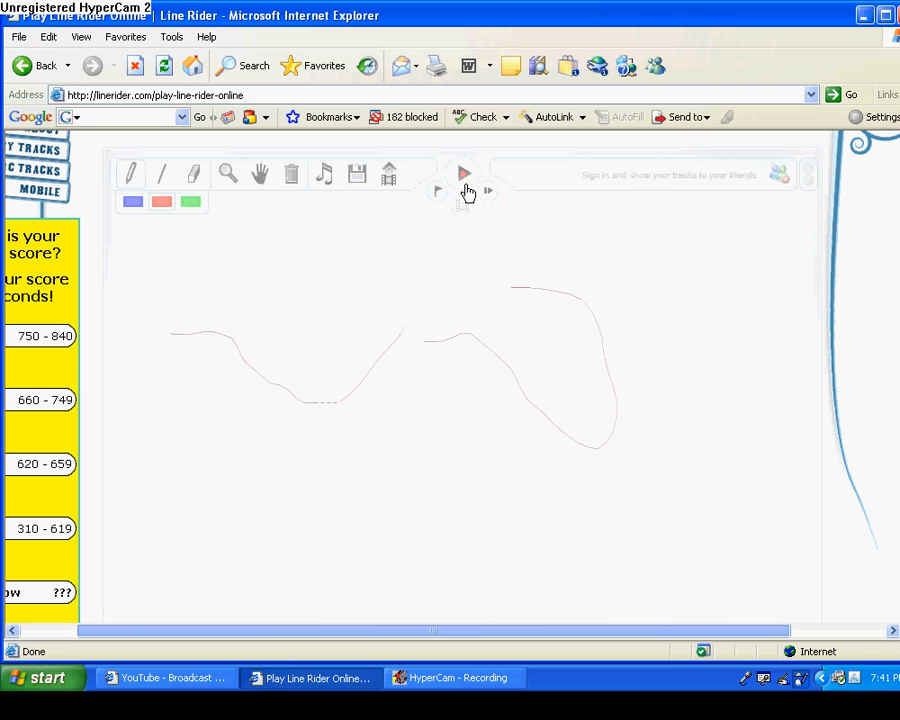 Unregistered HyperCam 2
Line Rider - Microsoft Internet Explorer
File Edit View Favorites Tools Help
Back Search Favorites
Address http://linerider.com/play-line-rider-online Go Links
Google G Go Bookmarks 182 blocked ABC Check AutoLink AutoFill Send to Settings
Y TRACKS
C TRACKS
MOBILE
Sign in and show your tracks to your friends
is your
score?
ur score
conds!
750 - 840
660 - 749
620 - 659
310 - 619
ow ???
Done Internet
start YouTube - Broadcast ... Play Line Rider Online... HyperCam - Recording 7:41